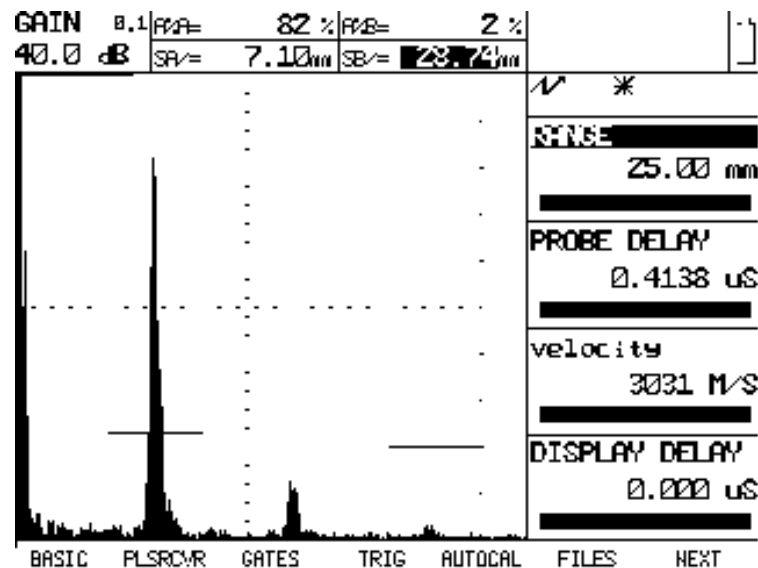 GAIN 0.1 A%A= 82 % A%B= 2 %
40.0 dB SA/= 7.10mm SB/= 28.74mm
RANGE
25.00 mm
PROBE DELAY
0.4138 uS
velocity
3031 M/S
DISPLAY DELAY
0.000 uS
BASIC PLSRCVR GATES TRIG AUTOCAL FILES NEXT